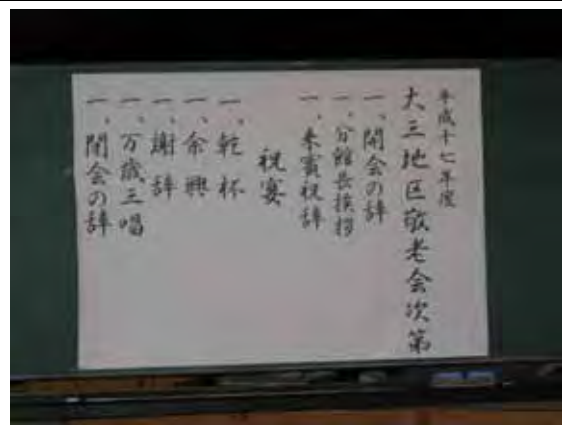 平成十七年度
大三地区敬老会次第
一、開会の辞
一、分館長挨拶
一、来賓祝辞
祝宴
一、乾杯
一、余興
一、謝辞
一、万歳三唱
一、閉会の辞